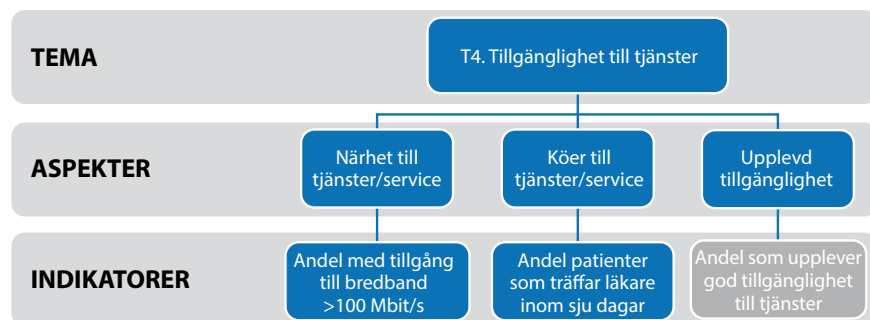 TEMA
T4. Tillgänglighet till tjänster
ASPEKTER
Närhet till
tjänster/service
Köer till
tjänster/service
Upplevd
tillgänglighet
INDIKATORER
Andel med tillgång
till bredband
>100 Mbit/s
Andel patienter
som träffar läkare
inom sju dagar
Andel som upplever
god tillgänglighet
till tjänster